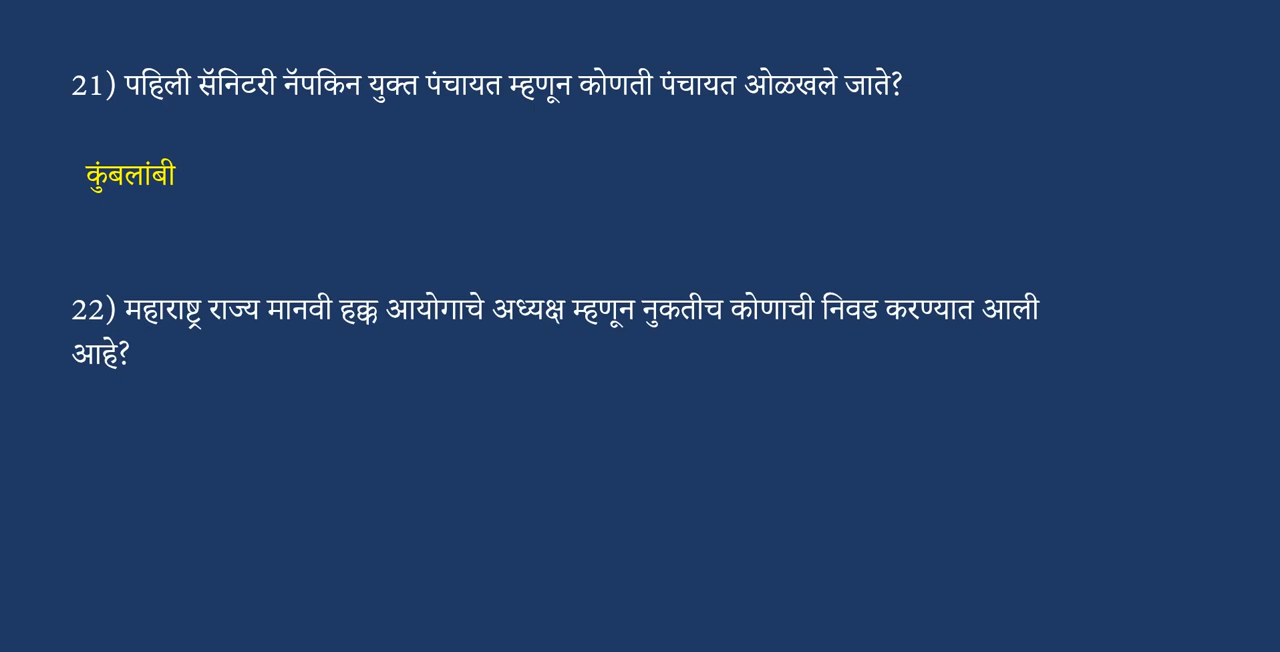 21) पहिली सॅनिटरी नॅपकिन युक्त पंचायत म्हणून कोणती पंचायत ओळखले जाते?
कुंबलांबी
22) महाराष्ट्र राज्य मानवी हक्क आयोगाचे अध्यक्ष म्हणून नुकतीच कोणाची निवड करण्यात आली
आहे?